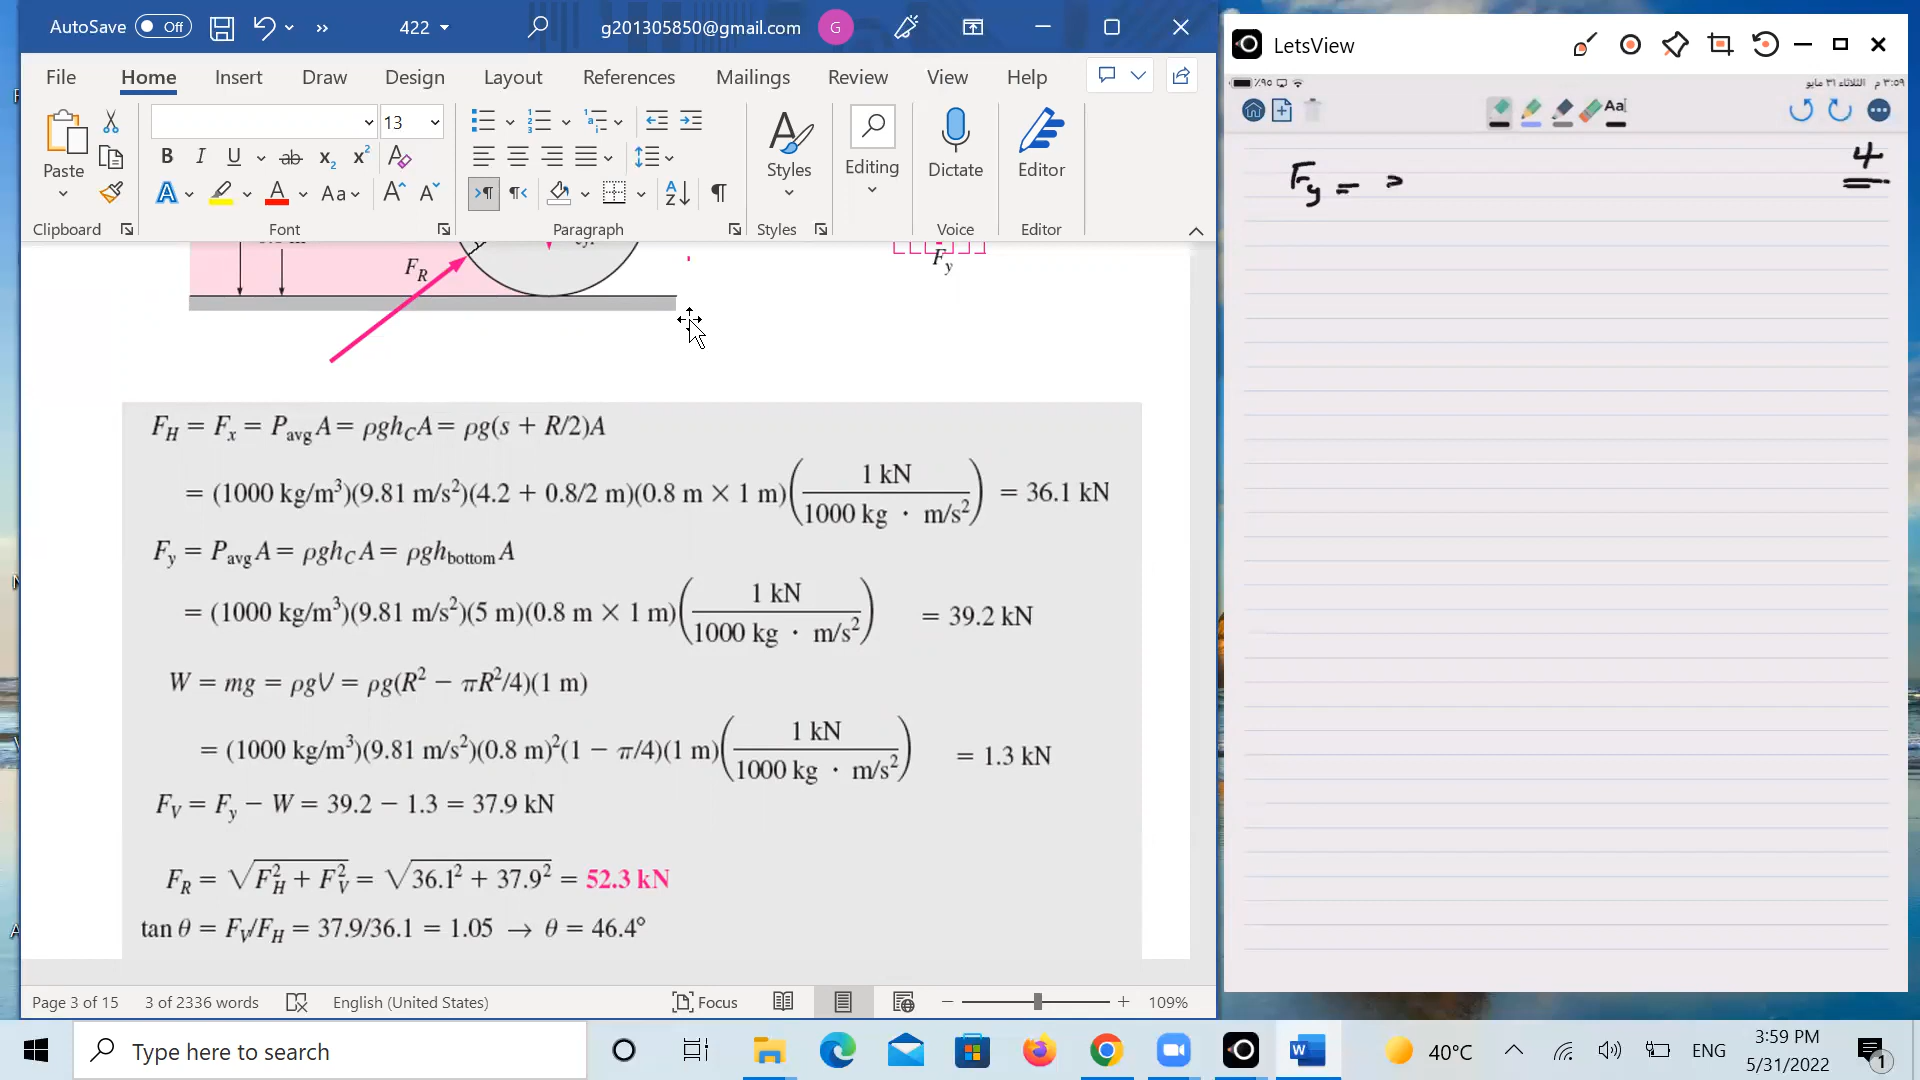 AutoSave Off 422 g201305850@gmail.com G
File Home Insert Draw Design Layout References Mailings Review View Help
13
Paste
Styles
Editing
Dictate
Editor
Clipboard Font Paragraph Styles Voice Editor
F_R
F_y
F_H = F_x = P_avg A = ρgh_C A = ρg(s + R/2)A
= (1000 kg/m³)(9.81 m/s²)(4.2 + 0.8/2 m)(0.8 m × 1 m)(1 kN / 1000 kg · m/s²) = 36.1 kN
F_y = P_avg A = ρgh_C A = ρgh_bottom A
= (1000 kg/m³)(9.81 m/s²)(5 m)(0.8 m × 1 m)(1 kN / 1000 kg · m/s²) = 39.2 kN
W = mg = ρgV = ρg(R² − πR²/4)(1 m)
= (1000 kg/m³)(9.81 m/s²)(0.8 m)²(1 − π/4)(1 m)(1 kN / 1000 kg · m/s²) = 1.3 kN
F_V = F_y − W = 39.2 − 1.3 = 37.9 kN
F_R = √(F_H² + F_V²) = √(36.1² + 37.9²) = 52.3 kN
tan θ = F_V/F_H = 37.9/36.1 = 1.05 → θ = 46.4°
Page 3 of 15 3 of 2336 words English (United States) Focus 109%
LetsView
٪٩٥
٣:٥٩ م الثلاثاء ٣١ مايو
Aa
F_y =
4
Type here to search
40°C ENG 3:59 PM
5/31/2022
1